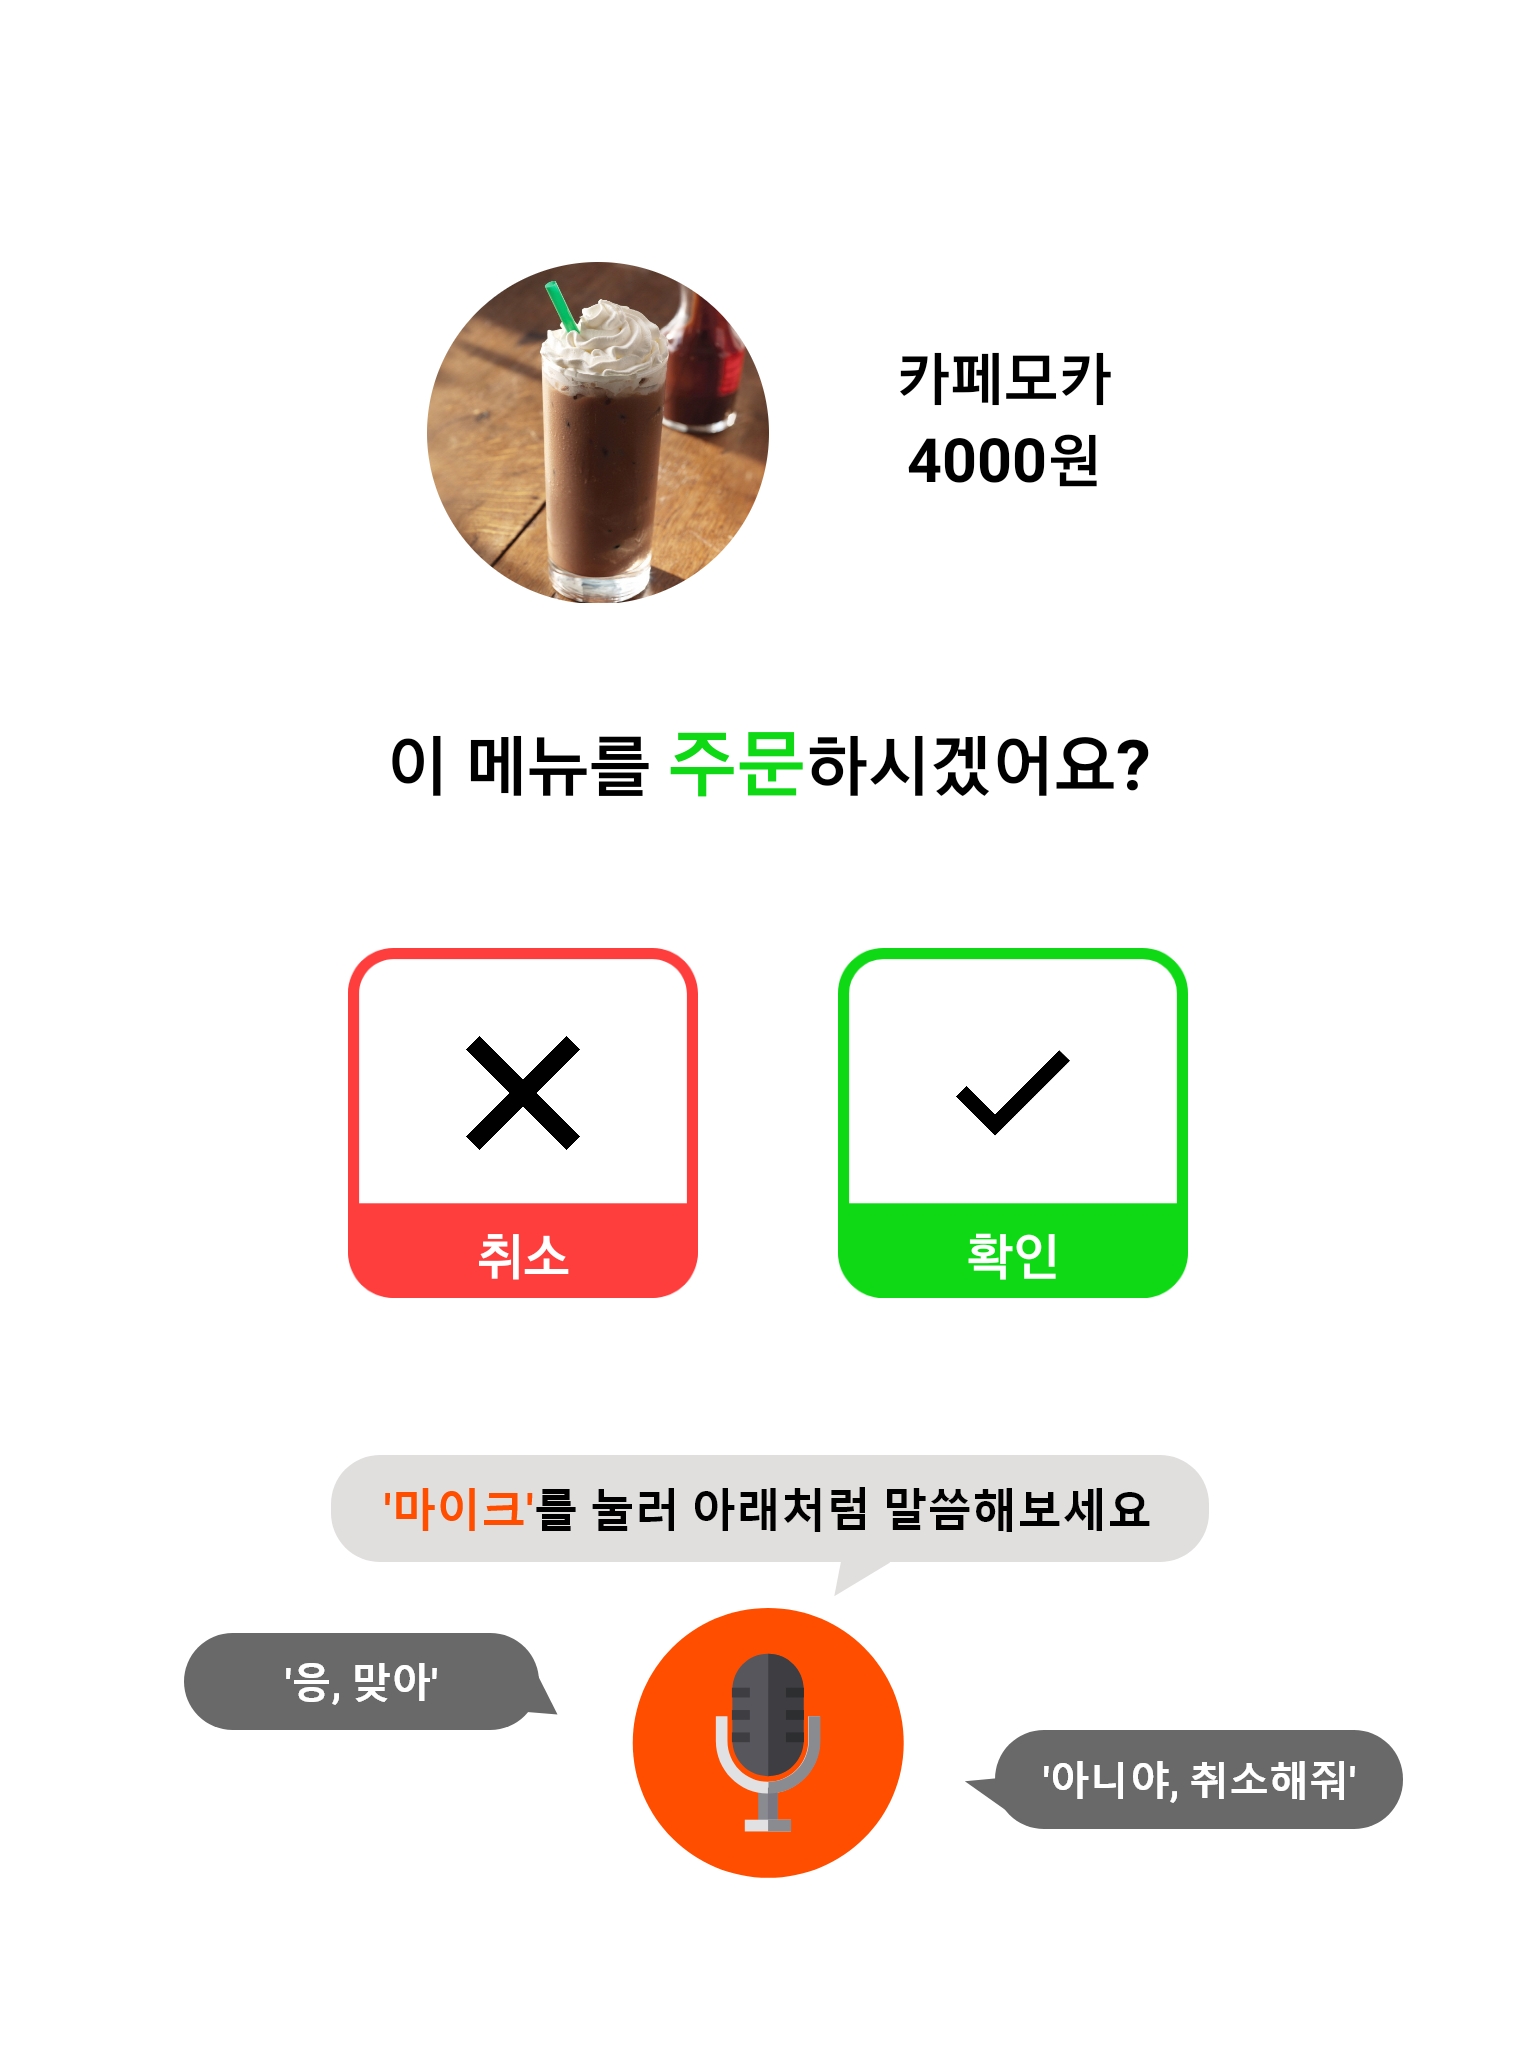 카페모카
4000원
이 메뉴를 주문하시겠어요?
취소
확인
'마이크'를 눌러 아래처럼 말씀해보세요
'응, 맞아'
'아니야, 취소해줘'